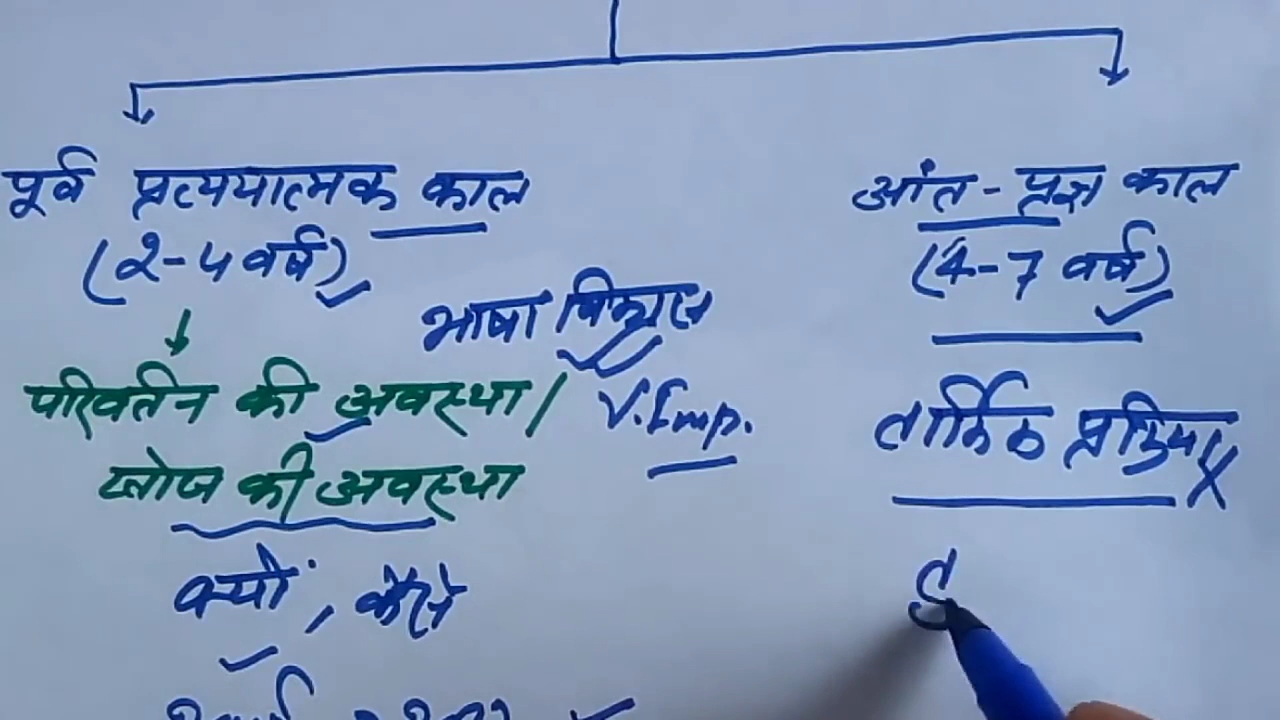 पूर्व प्रत्ययात्मक काल
(2-4 वर्ष)
भाषा विकास
V.Imp.
परिवर्तन की अवस्था/
खोज की अवस्था
क्यों, कैसे
आंत-प्रज्ञ काल
(4-7 वर्ष)
तार्किक प्रक्रिया X
S